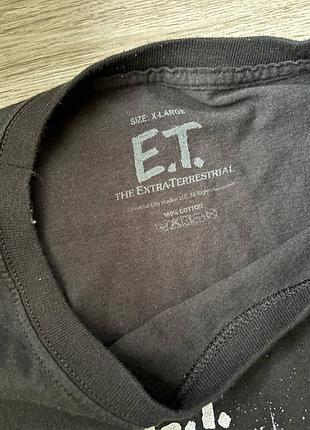 SIZE: X-LARGE
E.T.
THE EXTRA-TERRESTRIAL
Universal City Studios LLC. All Rights Reserved.
100% COTTON
E.T.